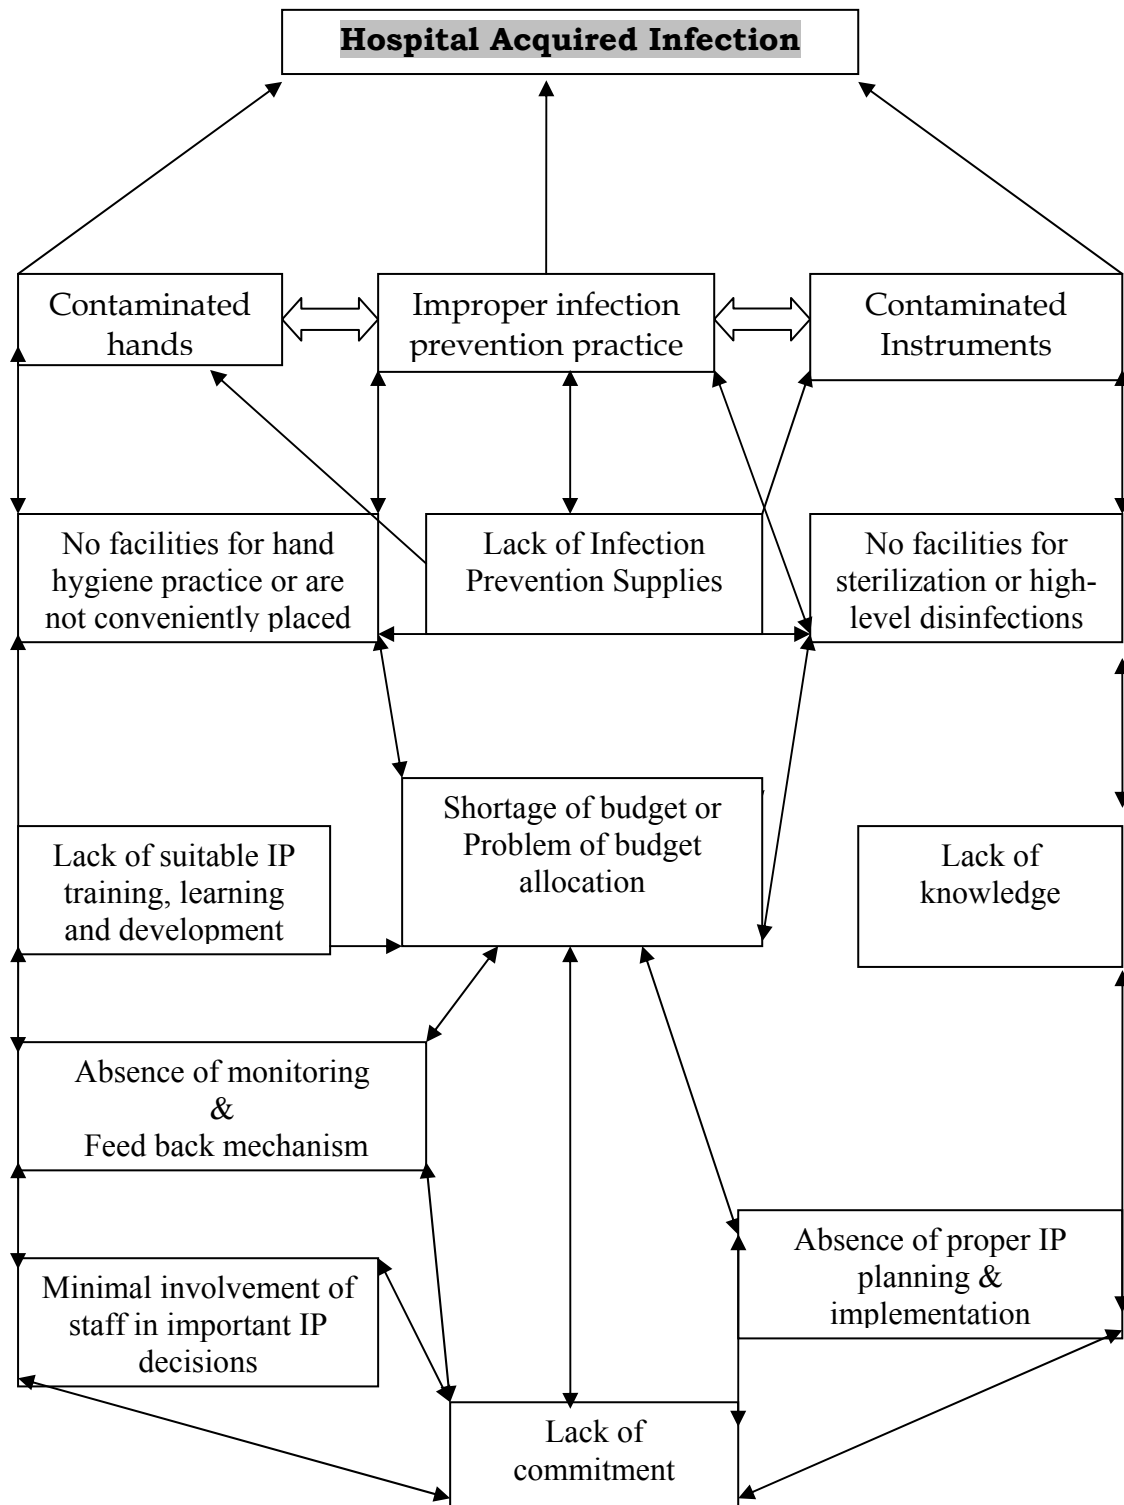 Hospital Acquired Infection
Contaminated
hands
Improper infection
prevention practice
Contaminated
Instruments
No facilities for hand
hygiene practice or are
not conveniently placed
Lack of Infection
Prevention Supplies
No facilities for
sterilization or high-
level disinfections
Shortage of budget or
Problem of budget
allocation
Lack of suitable IP
training, learning
and development
Lack of
knowledge
Absence of monitoring
&
Feed back mechanism
Absence of proper IP
planning &
implementation
Minimal involvement of
staff in important IP
decisions
Lack of
commitment